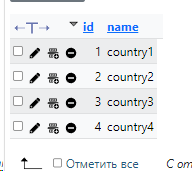 id name
1 country1
2 country2
3 country3
4 country4
Отметить все С от